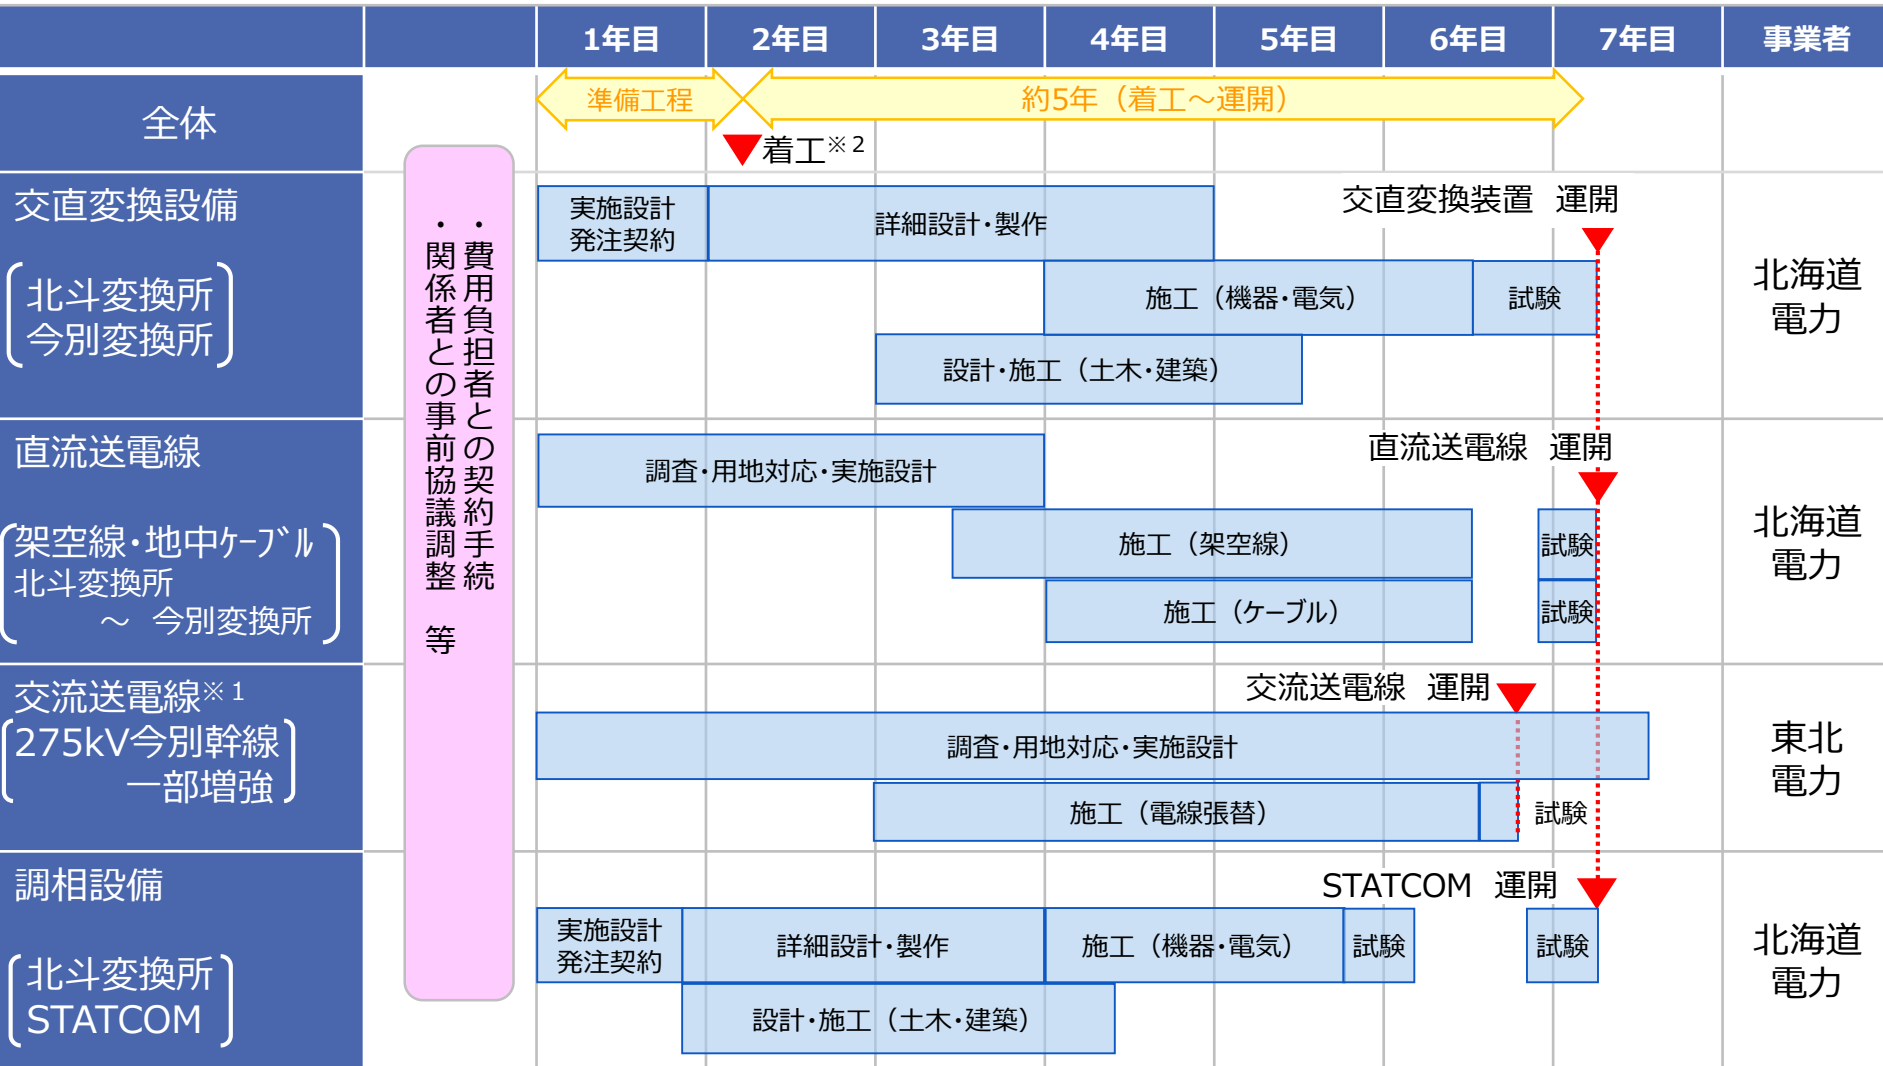 1年目 2年目 3年目 4年目 5年目 6年目 7年目 事業者
全体
準備工程
約5年（着工～運開）
着工※2
・費用負担者との契約手続
・関係者との事前協議調整　等
交直変換設備
北斗変換所
今別変換所
実施設計
発注契約
詳細設計・製作
交直変換装置　運開
施工（機器・電気）
試験
設計・施工（土木・建築）
北海道
電力
直流送電線
架空線・地中ｹｰﾌﾞﾙ
北斗変換所
～　今別変換所
調査・用地対応・実施設計
直流送電線　運開
施工（架空線）
試験
施工（ケーブル）
試験
北海道
電力
交流送電線※1
275kV今別幹線
一部増強
交流送電線　運開
調査・用地対応・実施設計
施工（電線張替）
試験
東北
電力
調相設備
北斗変換所
STATCOM
STATCOM　運開
実施設計
発注契約
詳細設計・製作
施工（機器・電気）
試験
試験
設計・施工（土木・建築）
北海道
電力